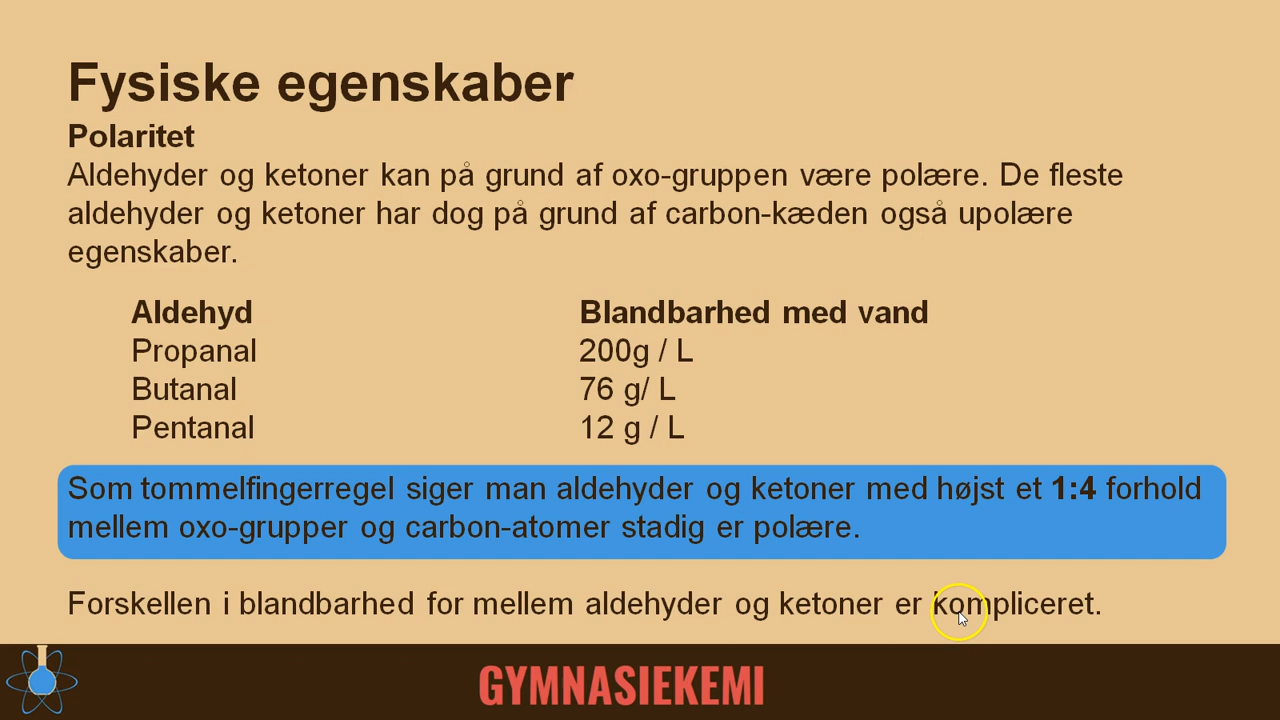 Fysiske egenskaber
Polaritet
Aldehyder og ketoner kan på grund af oxo-gruppen være polære. De fleste
aldehyder og ketoner har dog på grund af carbon-kæden også upolære
egenskaber.
Aldehyd Blandbarhed med vand
Propanal 200g / L
Butanal 76 g/ L
Pentanal 12 g / L
Som tommelfingerregel siger man aldehyder og ketoner med højst et 1:4 forhold
mellem oxo-grupper og carbon-atomer stadig er polære.
Forskellen i blandbarhed for mellem aldehyder og ketoner er kompliceret.
GYMNASIEKEMI